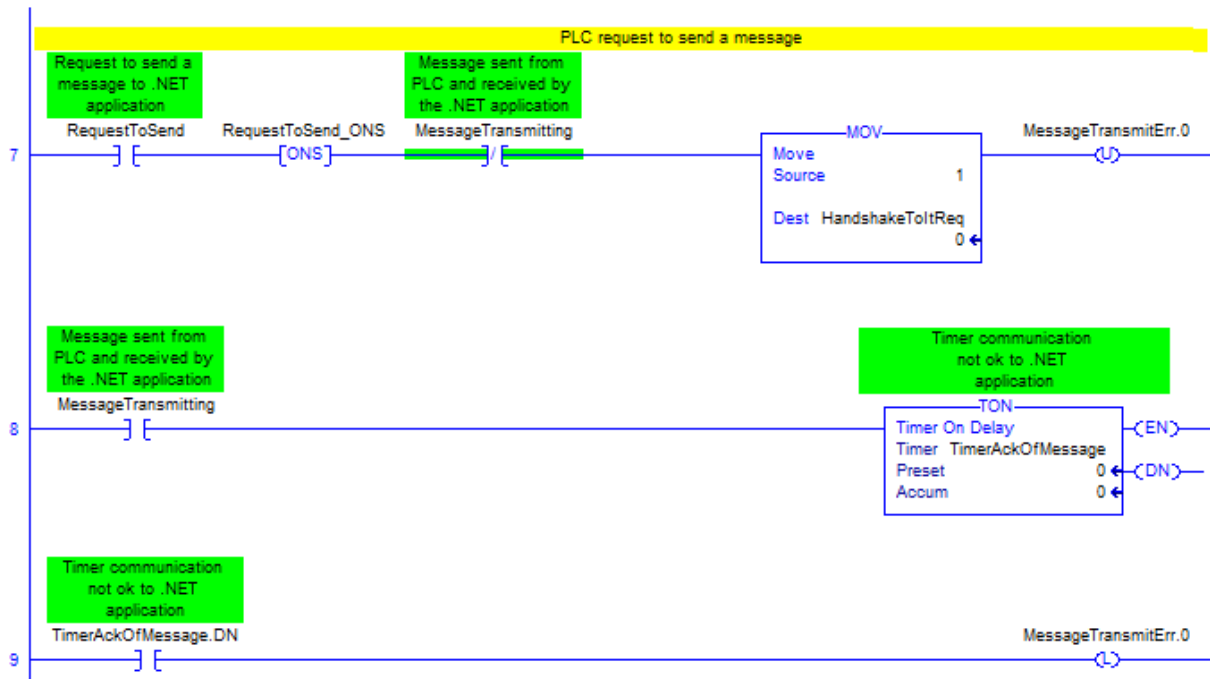 PLC request to send a message
Request to send a
message to .NET
application
Message sent from
PLC and received by
the .NET application
RequestToSend
RequestToSend_ONS
MessageTransmitting
MOV
MessageTransmitErr.0
7
ONS
/
U
Move
Source 1
Dest HandshakeToItReq
0
Message sent from
PLC and received by
the .NET application
Timer communication
not ok to .NET
application
MessageTransmitting
TON
8
Timer On Delay
EN
Timer TimerAckOfMessage
Preset 0
DN
Accum 0
Timer communication
not ok to .NET
application
TimerAckOfMessage.DN
MessageTransmitErr.0
9
L